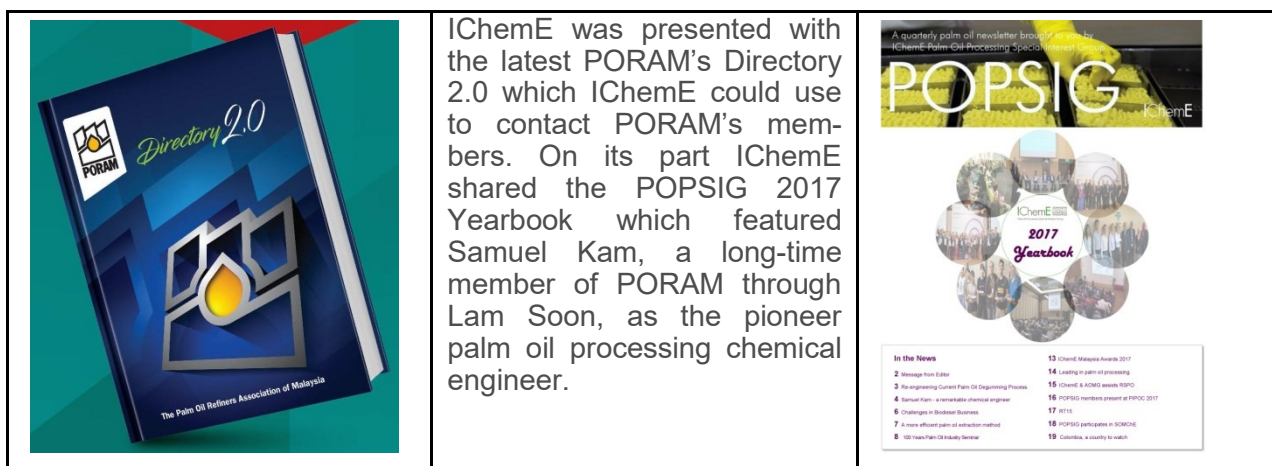 PORAM
Directory 2.0
The Palm Oil Refiners Association of Malaysia
IChemE was presented with
the latest PORAM's Directory
2.0 which IChemE could use
to contact PORAM's mem-
bers. On its part IChemE
shared the POPSIG 2017
Yearbook which featured
Samuel Kam, a long-time
member of PORAM through
Lam Soon, as the pioneer
palm oil processing chemical
engineer.
A quarterly palm oil newsletter brought to you by
IChemE Palm Oil Processing Special Interest Group
POPSIG
IChemE
IChemE
2017
Yearbook
In the News
2 Message from Editor
3 Re-engineering Current Palm Oil Degumming Process
4 Samuel Kam - a remarkable chemical engineer
6 Challenges in Biodiesel Business
7 A more efficient palm oil extraction method
8 100 Years Palm Oil Industry Seminar
13 IChemE Malaysia Awards 2017
14 Leading in palm oil processing
15 IChemE & AOMG assists RSPO
16 POPSIG members present at PIPOC 2017
17 RT15
18 POPSIG participates in SOMChE
19 Colombia, a country to watch